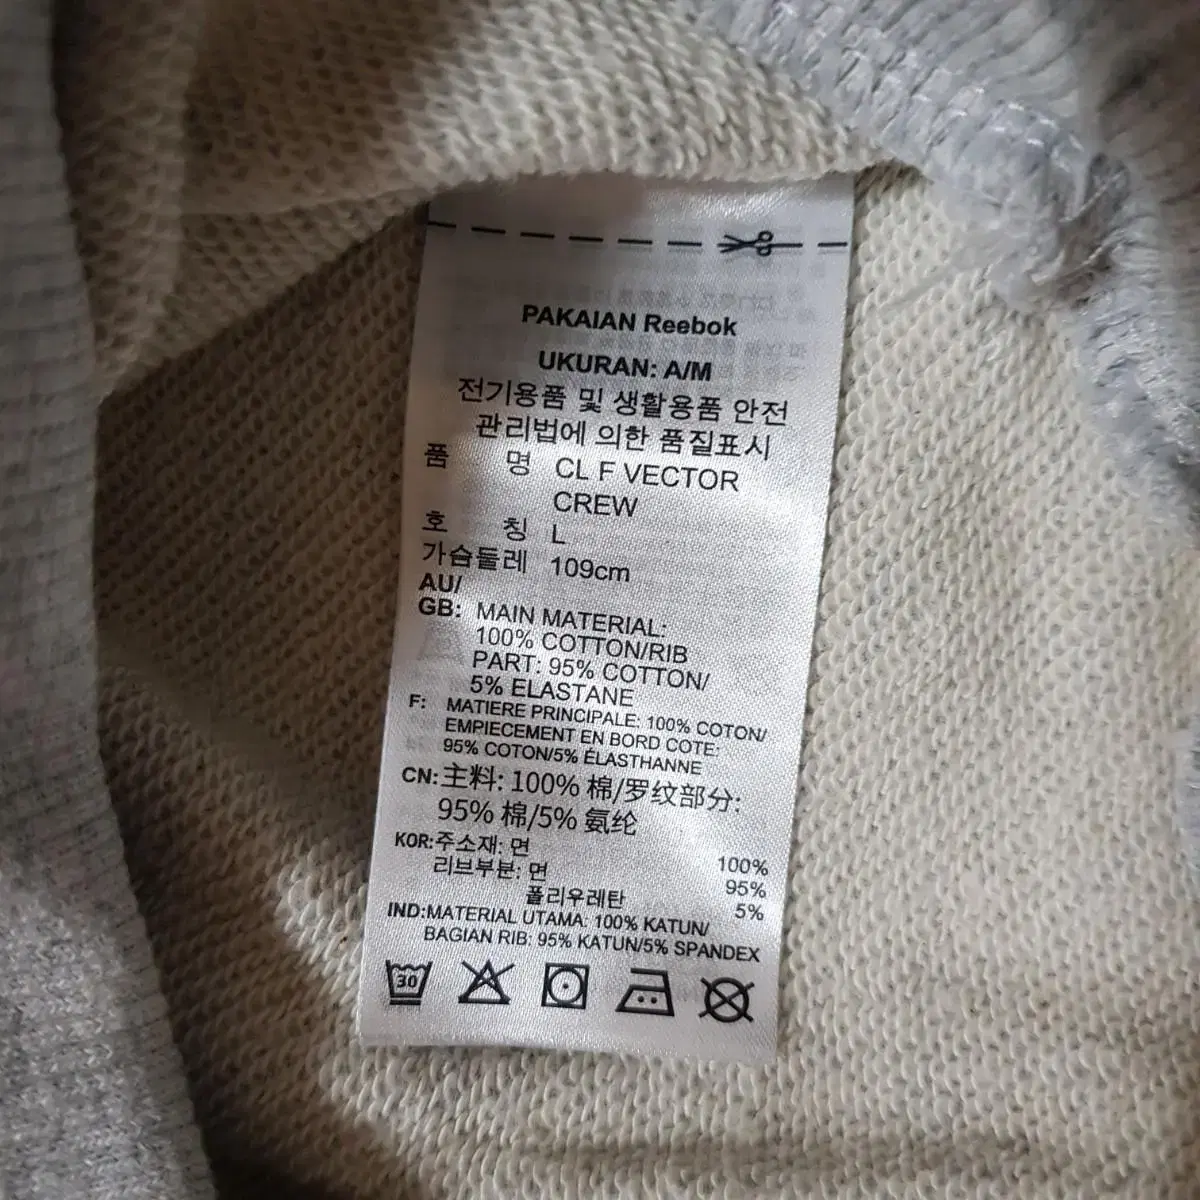 PAKAIAN Reebok
UKURAN: A/M
전기용품 및 생활용품 안전
관리법에 의한 품질표시
품 명 CL F VECTOR
CREW
호 칭 L
가슴둘레 109cm
AU/
GB: MAIN MATERIAL:
100% COTTON/RIB
PART: 95% COTTON/
5% ELASTANE
F: MATIERE PRINCIPALE: 100% COTON/
EMPIECEMENT EN BORD COTE:
95% COTON/5% ÉLASTHANNE
CN: 主料: 100% 棉/罗纹部分:
95% 棉/5% 氨纶
KOR: 주소재: 면 100%
리브부분: 면 95%
폴리우레탄 5%
IND: MATERIAL UTAMA: 100% KATUN/
BAGIAN RIB: 95% KATUN/5% SPANDEX
30